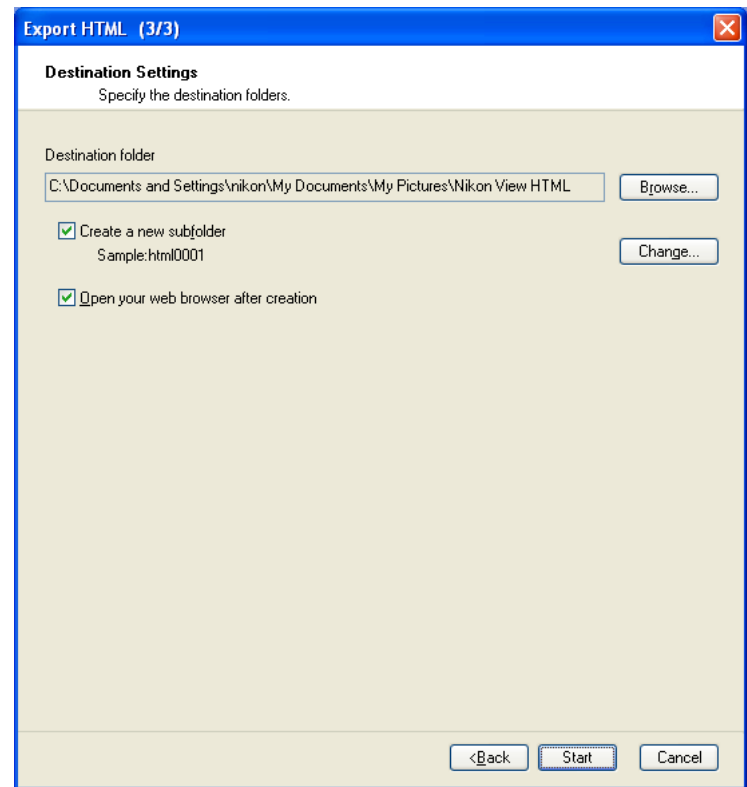 Export HTML (3/3)
Destination Settings
Specify the destination folders.
Destination folder
C:\Documents and Settings\nikon\My Documents\My Pictures\Nikon View HTML
Browse...
Create a new subfolder
Sample:html0001
Change...
Open your web browser after creation
<Back Start Cancel